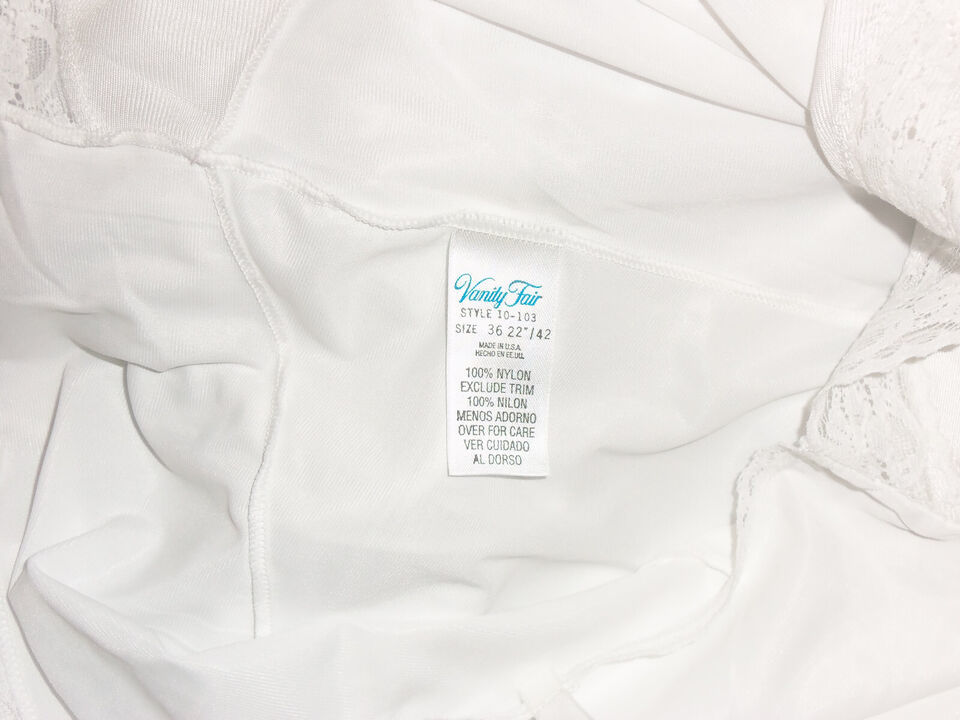 Vanity Fair
STYLE 10-103
SIZE 36 22"/42
MADE IN U.S.A.
HECHO EN EE.UU.
100% NYLON
EXCLUDE TRIM
100% NILON
MENOS ADORNO
OVER FOR CARE
VER CUIDADO
AL DORSO